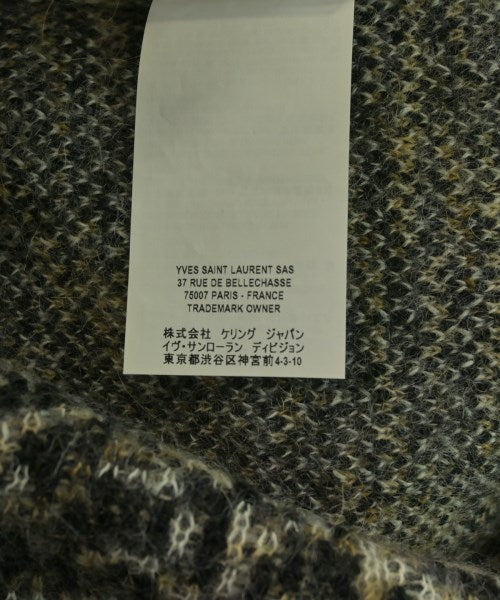 YVES SAINT LAURENT SAS
37 RUE DE BELLECHASSE
75007 PARIS - FRANCE
TRADEMARK OWNER
株式会社 ケリング ジャパン
イヴ・サンローラン ディビジョン
東京都渋谷区神宮前4-3-10